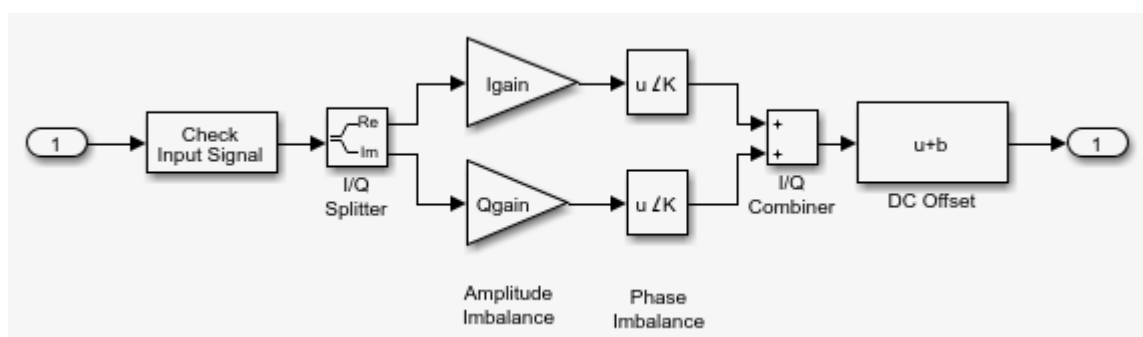 1
Check
Input Signal
Re
Im
I/Q
Splitter
Igain
Qgain
Amplitude
Imbalance
u∠K
u∠K
Phase
Imbalance
+
+
I/Q
Combiner
u+b
DC Offset
1